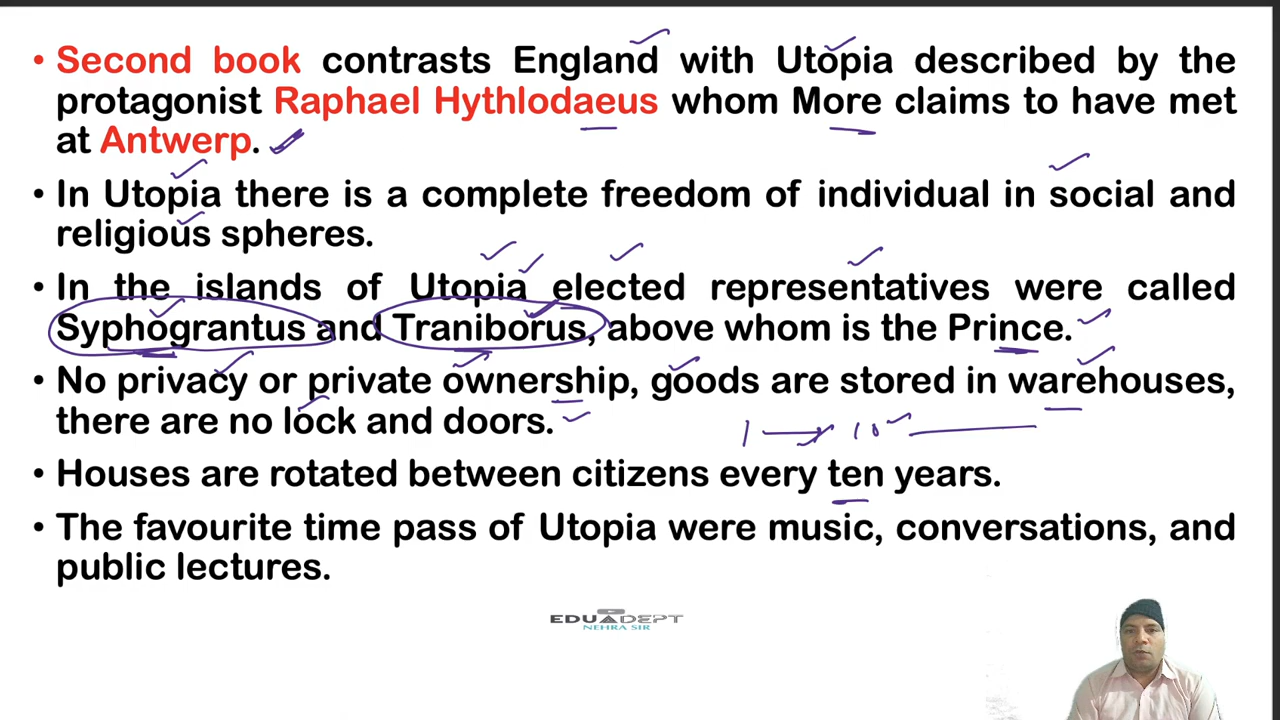 • Second book contrasts England with Utopia described by the
protagonist Raphael Hythlodaeus whom More claims to have met
at Antwerp.
• In Utopia there is a complete freedom of individual in social and
religious spheres.
• In the islands of Utopia elected representatives were called
Syphograntus and Traniborus, above whom is the Prince.
• No privacy or private ownership, goods are stored in warehouses,
there are no lock and doors.
1 → 10
• Houses are rotated between citizens every ten years.
• The favourite time pass of Utopia were music, conversations, and
public lectures.
EDUADEPT
NEHRA SIR